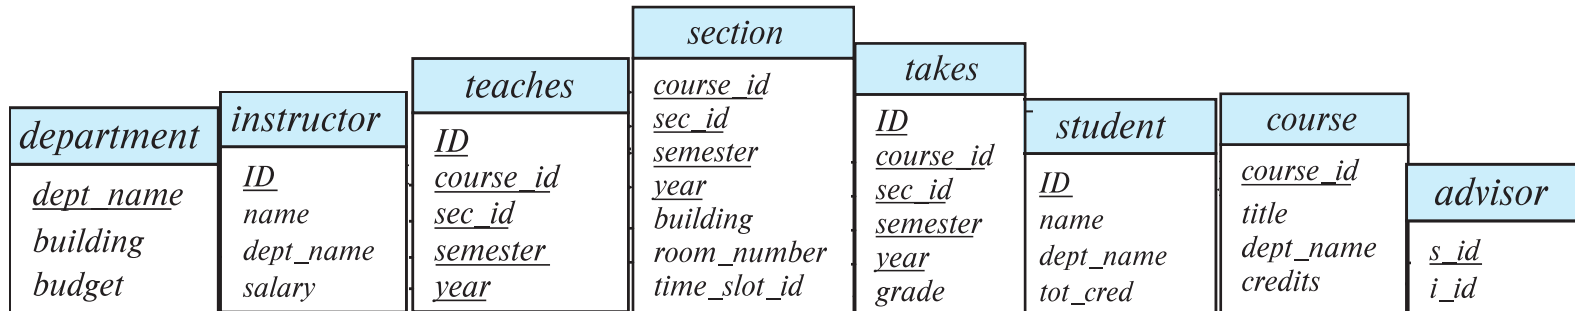 department
dept_name
building
budget
instructor
ID
name
dept_name
salary
teaches
ID
course_id
sec_id
semester
year
section
course_id
sec_id
semester
year
building
room_number
time_slot_id
takes
ID
course_id
sec_id
semester
year
grade
student
ID
name
dept_name
tot_cred
course
course_id
title
dept_name
credits
advisor
s_id
i_id